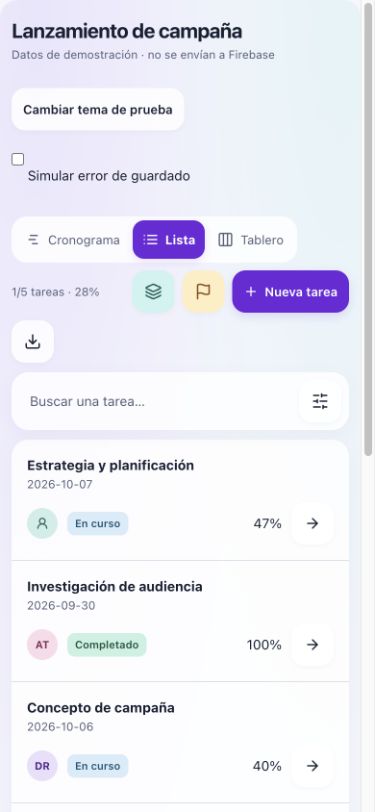 Lanzamiento de campaña
Datos de demostración · no se envían a Firebase
Cambiar tema de prueba
Simular error de guardado
Cronograma
Lista
Tablero
1/5 tareas · 28%
+ Nueva tarea
Buscar una tarea...
Estrategia y planificación
2026-10-07
En curso
47%
Investigación de audiencia
2026-09-30
AT
Completado
100%
Concepto de campaña
2026-10-06
DR
En curso
40%